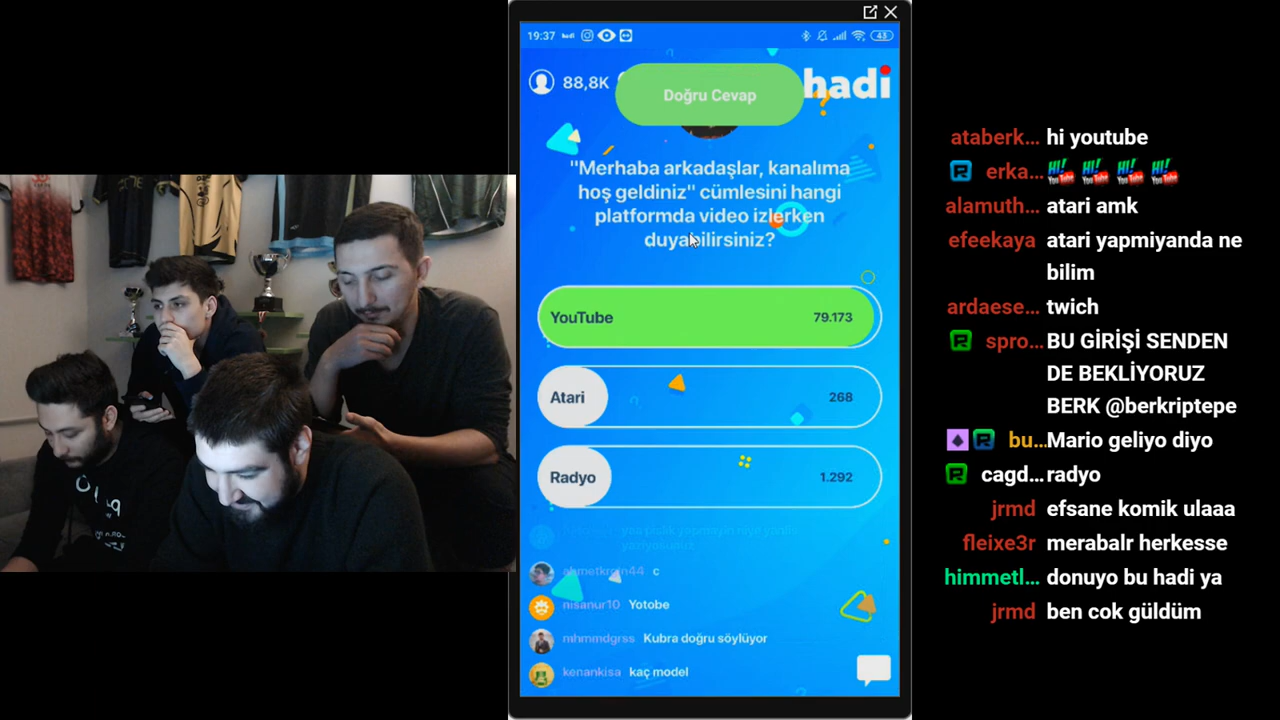 19:37 hadi
43
88,8K
Doğru Cevap
hadi
"Merhaba arkadaşlar, kanalıma
hoş geldiniz" cümlesini hangi
platformda video izlerken
duyabilirsiniz?
YouTube 79.173
Atari 268
Radyo 1.292
ahmetkrmin44 c
nisanur10 Yotobe
mhmmdgrss Kubra doğru söylüyor
kenankisa kaç model
ataberk... hi youtube
erka...
alamuth... atari amk
efeekaya atari yapmiyanda ne
bilim
ardaese... twich
spro... BU GİRİŞİ SENDEN
DE BEKLİYORUZ
BERK @berkriptepe
bu... Mario geliyo diyo
cagd... radyo
jrmd efsane komik ulaaa
fleixe3r merabalr herkesse
himmetl... donuyo bu hadi ya
jrmd ben cok güldüm